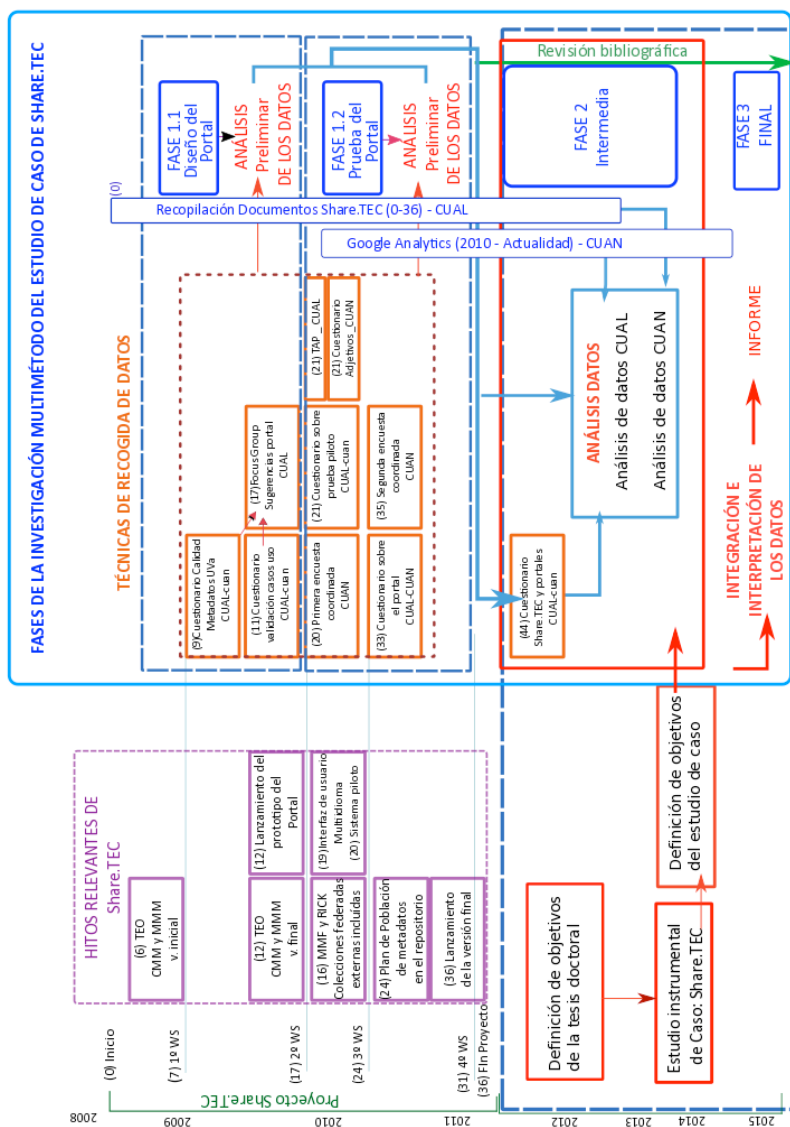 FASES DE LA INVESTIGACIÓN MULTIMÉTODO DEL ESTUDIO DE CASO DE SHARE.TEC
FASE 1.1
Diseño del
Portal
ANÁLISIS
Preliminar
DE LOS DATOS
FASE 1.2
Prueba del
Portal
ANÁLISIS
Preliminar
DE LOS DATOS
Revisión bibliográfica
FASE 2
Intermedia
FASE 3
FINAL
(0)
Recopilación Documentos Share.TEC (0-36) - CUAL
Google Analytics (2010 - Actualidad) - CUAN
TÉCNICAS DE RECOGIDA DE DATOS
(9)Cuestionario Calidad
Metadatos UVa
CUAL-cuan
(11) Cuestionario
validación casos uso
CUAL-cuan
(17)Focus Group
Sugerencias portal
CUAL
(20) Primera encuesta
coordinada
CUAN
(21) Cuestionario sobre
prueba piloto
CUAL-cuan
(21) TAP _ CUAL
(21) Cuestionario
Adjetivos _CUAN
(33) Cuestionario sobre
el portal
CUAL-CUAN
(35) Segunda encuesta
coordinada
CUAN
(44) Cuestionario
Share.TEC y portales
CUAL-cuan
ANÁLISIS DATOS
Análisis de datos CUAL
Análisis de datos CUAN
INTEGRACIÓN E
INTERPRETACIÓN DE
LOS DATOS
INFORME
HITOS RELEVANTES DE
Share.TEC
(6) TEO
CMM y MMM
v. inicial
(12) TEO
CMM y MMM
v. final
(12) Lanzamiento del
prototipo del
Portal
(16) MMF y RICK
Colecciones federadas
externas incluidas
(19)Interfaz de usuario
Multiidioma
(20) Sistema piloto
(24) Plan de Población
de metadatos
en el repositorio
(36) Lanzamiento
de la versión final
Definición de objetivos
de la tesis doctoral
Estudio instrumental
de Caso: Share.TEC
Definición de objetivos
del estudio de caso
(0) Inicio
(7) 1º WS
(17) 2º WS
(24) 3º WS
(31) 4º WS
(36) FIn Proyecto
Proyecto Share.TEC
2008
2009
2010
2011
2012
2013
2014
2015